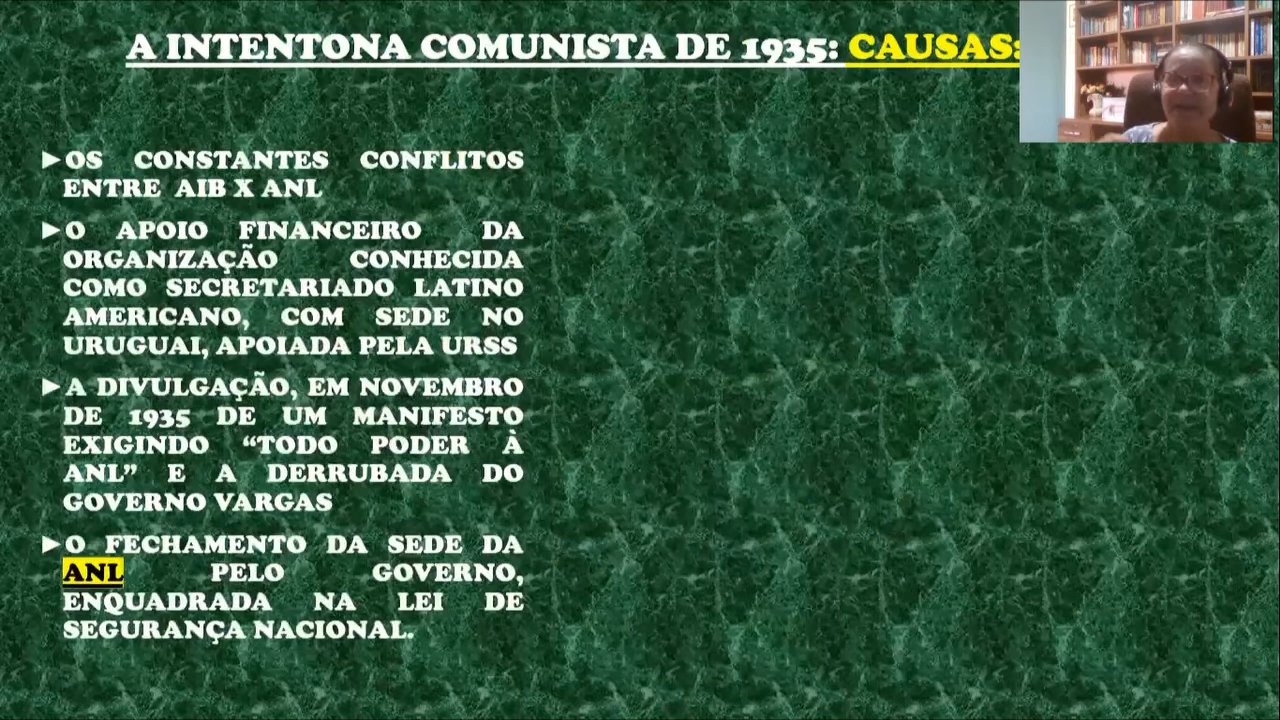 A INTENTONA COMUNISTA DE 1935: CAUSAS:
►OS CONSTANTES CONFLITOS
ENTRE AIB X ANL
►O APOIO FINANCEIRO DA
ORGANIZAÇÃO CONHECIDA
COMO SECRETARIADO LATINO
AMERICANO, COM SEDE NO
URUGUAI, APOIADA PELA URSS
►A DIVULGAÇÃO, EM NOVEMBRO
DE 1935 DE UM MANIFESTO
EXIGINDO “TODO PODER À
ANL” E A DERRUBADA DO
GOVERNO VARGAS
►O FECHAMENTO DA SEDE DA
ANL PELO GOVERNO,
ENQUADRADA NA LEI DE
SEGURANÇA NACIONAL.